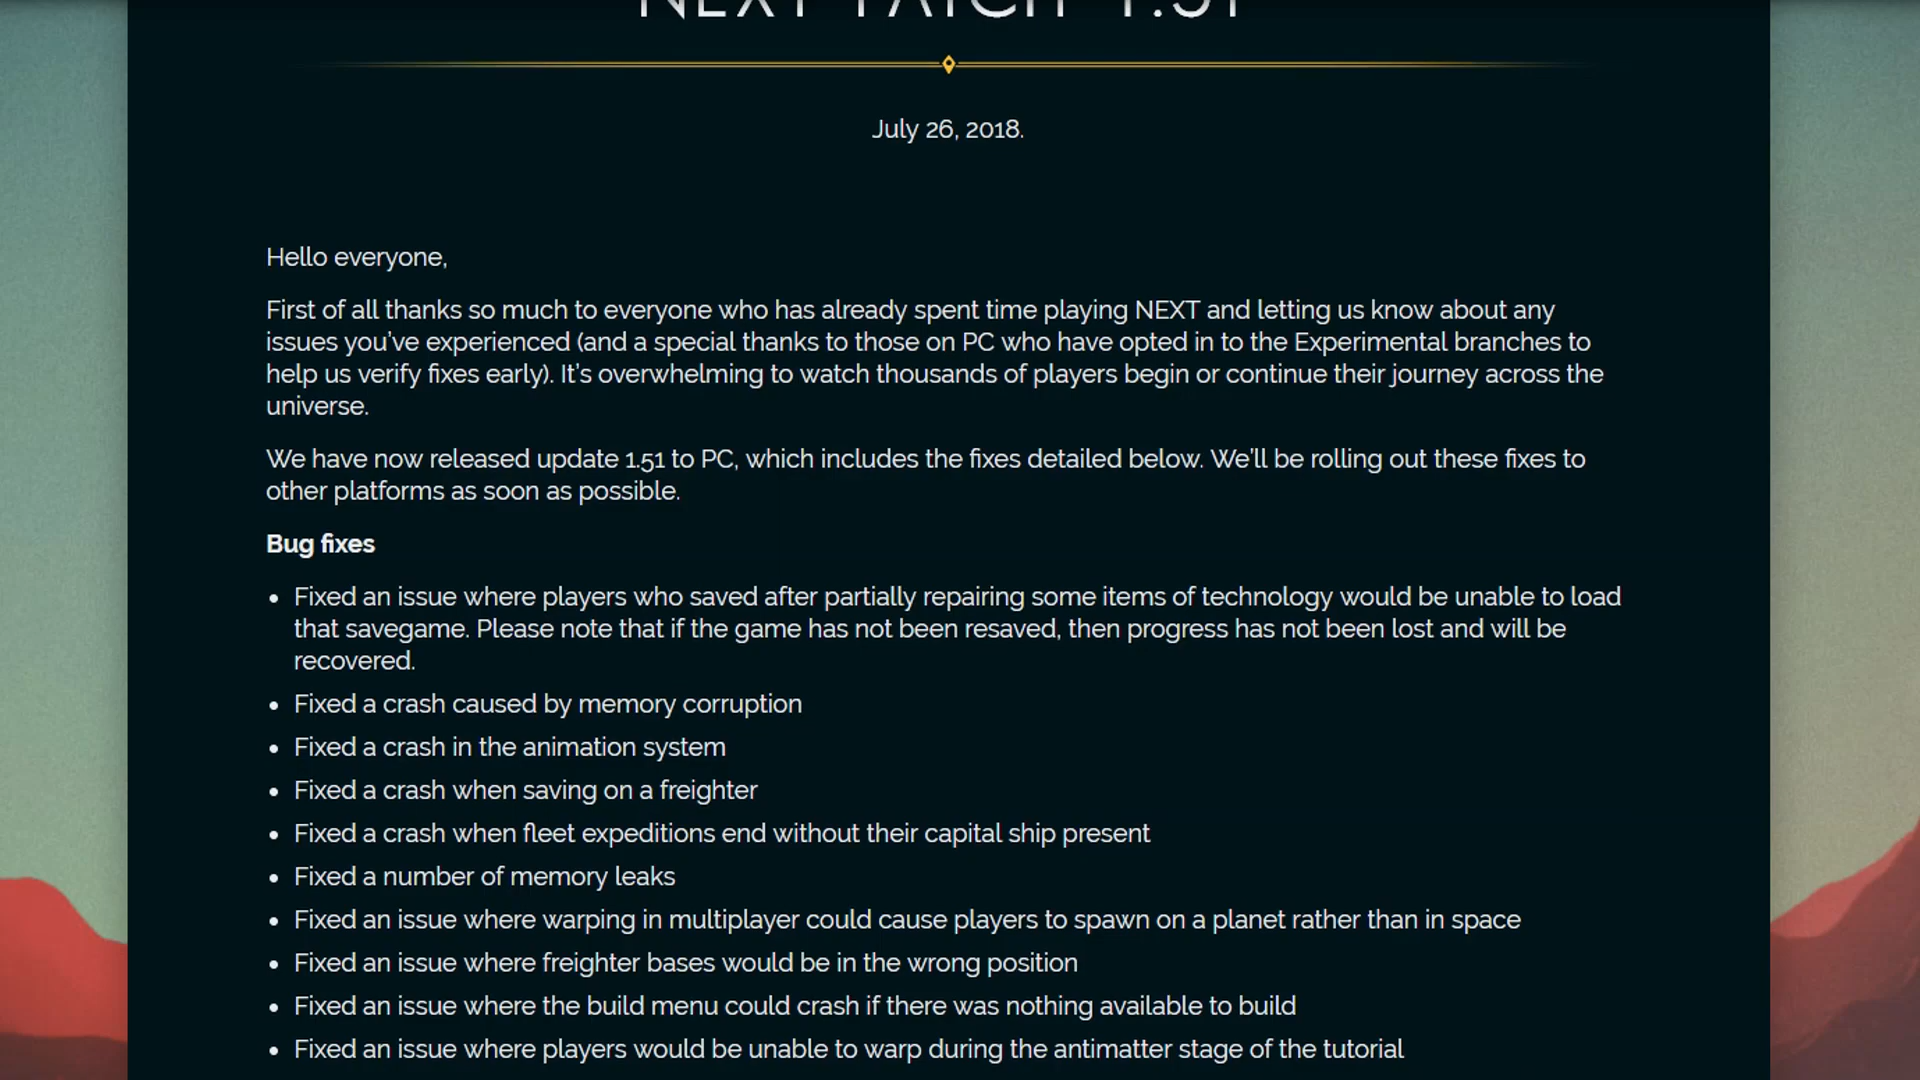 NEXT PATCH 1.51
July 26, 2018.
Hello everyone,
First of all thanks so much to everyone who has already spent time playing NEXT and letting us know about any
issues you’ve experienced (and a special thanks to those on PC who have opted in to the Experimental branches to
help us verify fixes early). It’s overwhelming to watch thousands of players begin or continue their journey across the
universe.
We have now released update 1.51 to PC, which includes the fixes detailed below. We’ll be rolling out these fixes to
other platforms as soon as possible.
Bug fixes
• Fixed an issue where players who saved after partially repairing some items of technology would be unable to load
that savegame. Please note that if the game has not been resaved, then progress has not been lost and will be
recovered.
• Fixed a crash caused by memory corruption
• Fixed a crash in the animation system
• Fixed a crash when saving on a freighter
• Fixed a crash when fleet expeditions end without their capital ship present
• Fixed a number of memory leaks
• Fixed an issue where warping in multiplayer could cause players to spawn on a planet rather than in space
• Fixed an issue where freighter bases would be in the wrong position
• Fixed an issue where the build menu could crash if there was nothing available to build
• Fixed an issue where players would be unable to warp during the antimatter stage of the tutorial